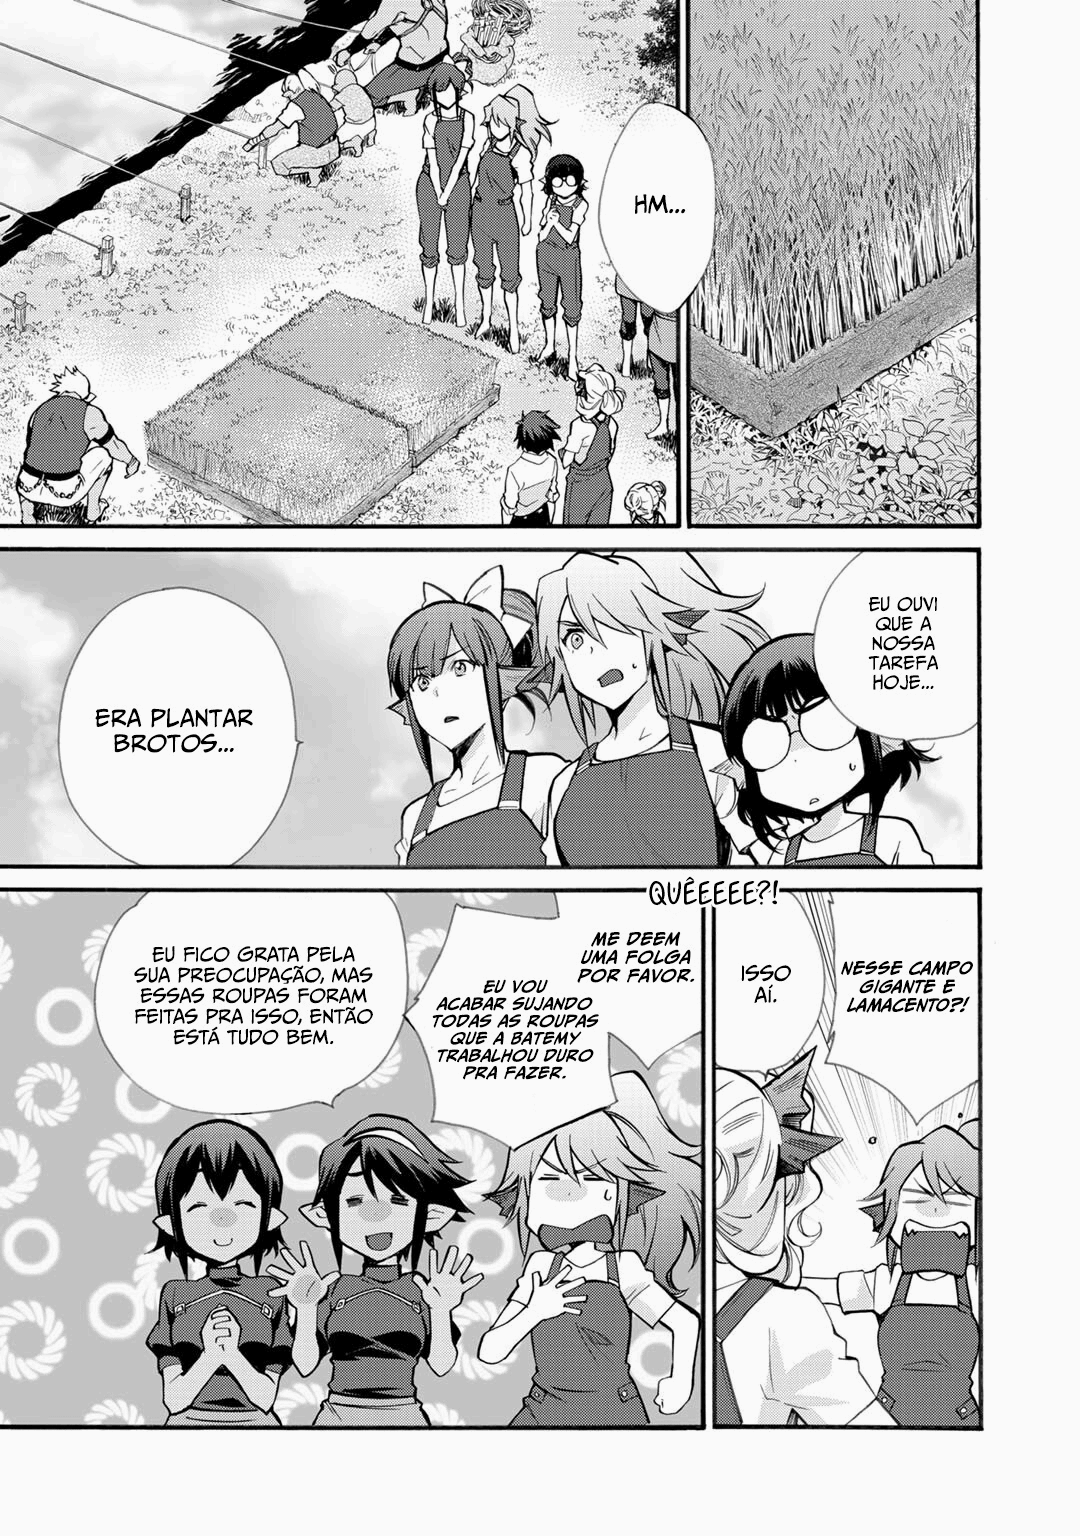 HM...
EU OUVI
QUE A
NOSSA
TAREFA
HOJE...
ERA PLANTAR
BROTOS...
QUÊEEEEE?!
NESSE CAMPO
GIGANTE E
LAMACENTO?!
ISSO
AÍ.
ME DEEM
UMA FOLGA
POR FAVOR.
EU VOU
ACABAR SUJANDO
TODAS AS ROUPAS
QUE A BATEMY
TRABALHOU DURO
PRA FAZER.
EU FICO GRATA PELA
SUA PREOCUPAÇÃO, MAS
ESSAS ROUPAS FORAM
FEITAS PRA ISSO, ENTÃO
ESTÁ TUDO BEM.